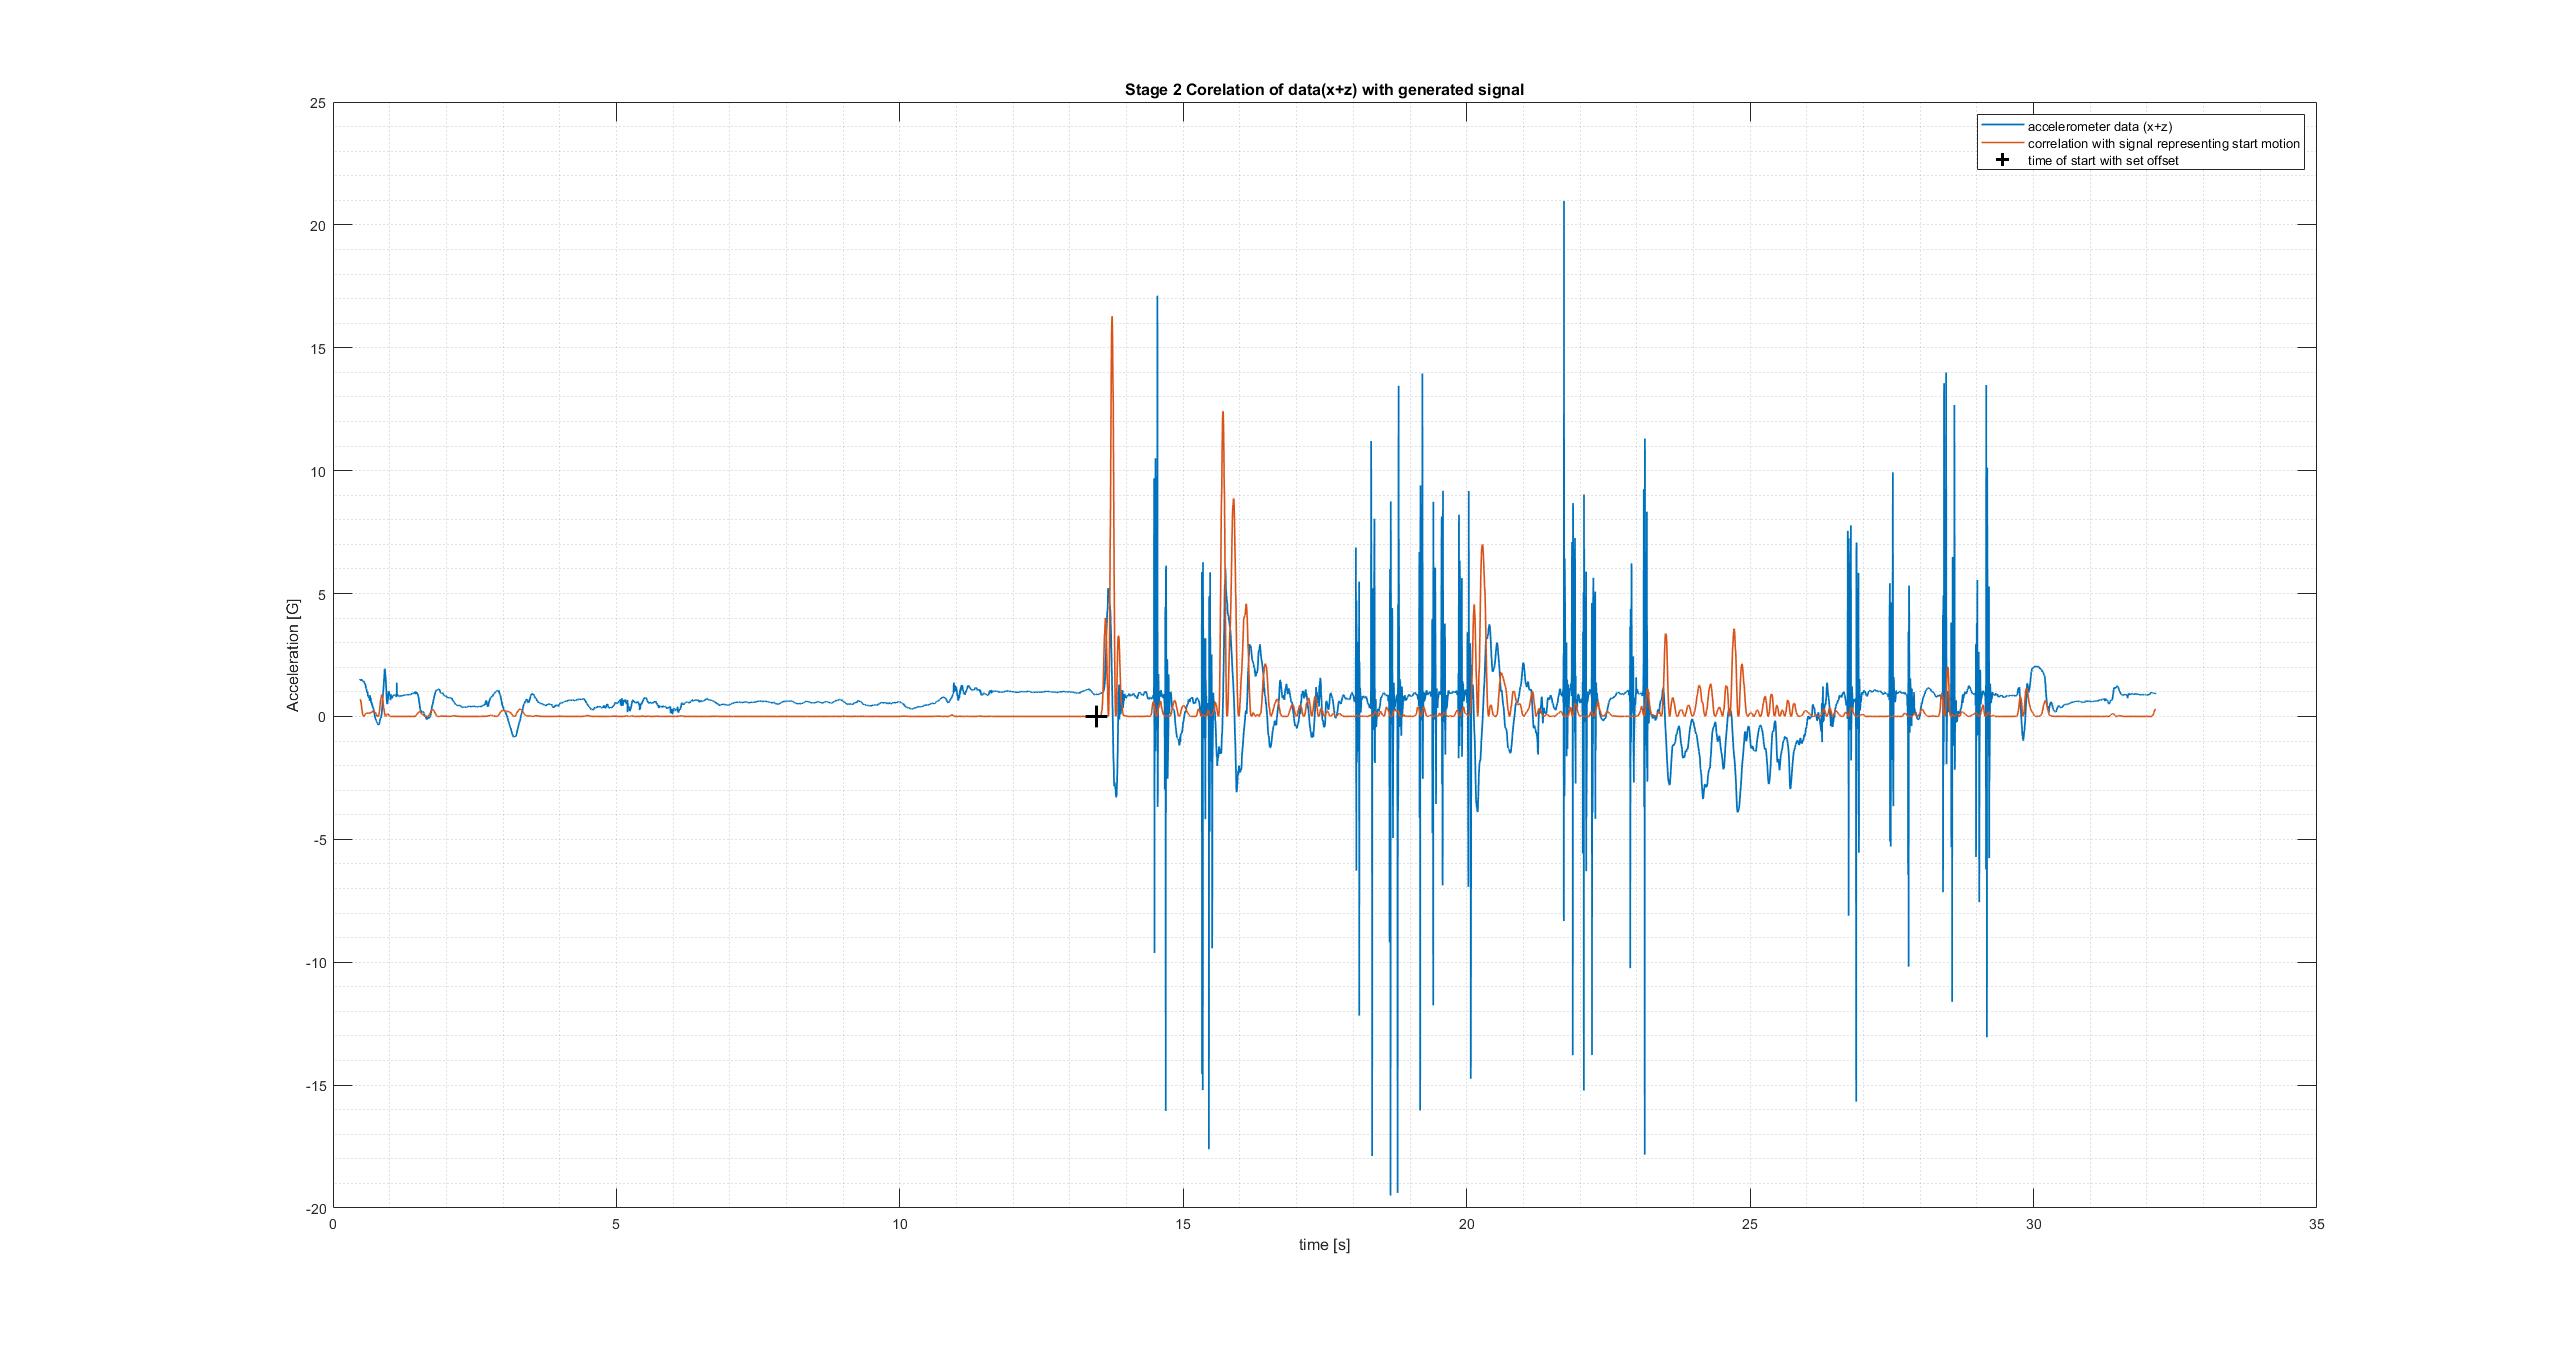 Stage 2 Corelation of data(x+z) with generated signal
25
accelerometer data (x+z)
correlation with signal representing start motion
time of start with set offset
20
15
10
5
0
-5
-10
-15
-20
Acceleration [G]
0 5 10 15 20 25 30 35
time [s]